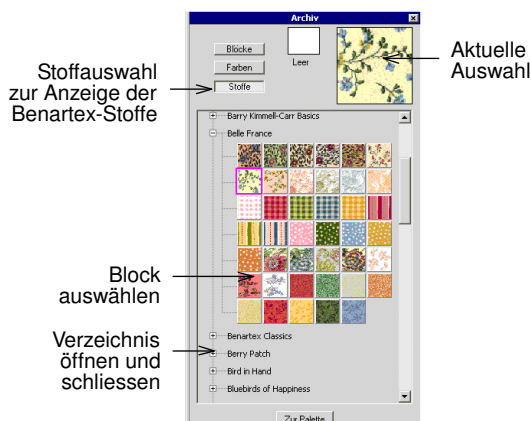 Archiv
Blöcke
Farben
Stoffe
Leer
Aktuelle
Auswahl
Stoffauswahl
zur Anzeige der
Benartex-Stoffe
Barry Kimmell-Carr Basics
Belle France
Block
auswählen
Verzeichnis
öffnen und
schliessen
Benartex Classics
Berry Patch
Bird in Hand
Bluebirds of Happiness
Zur Palette